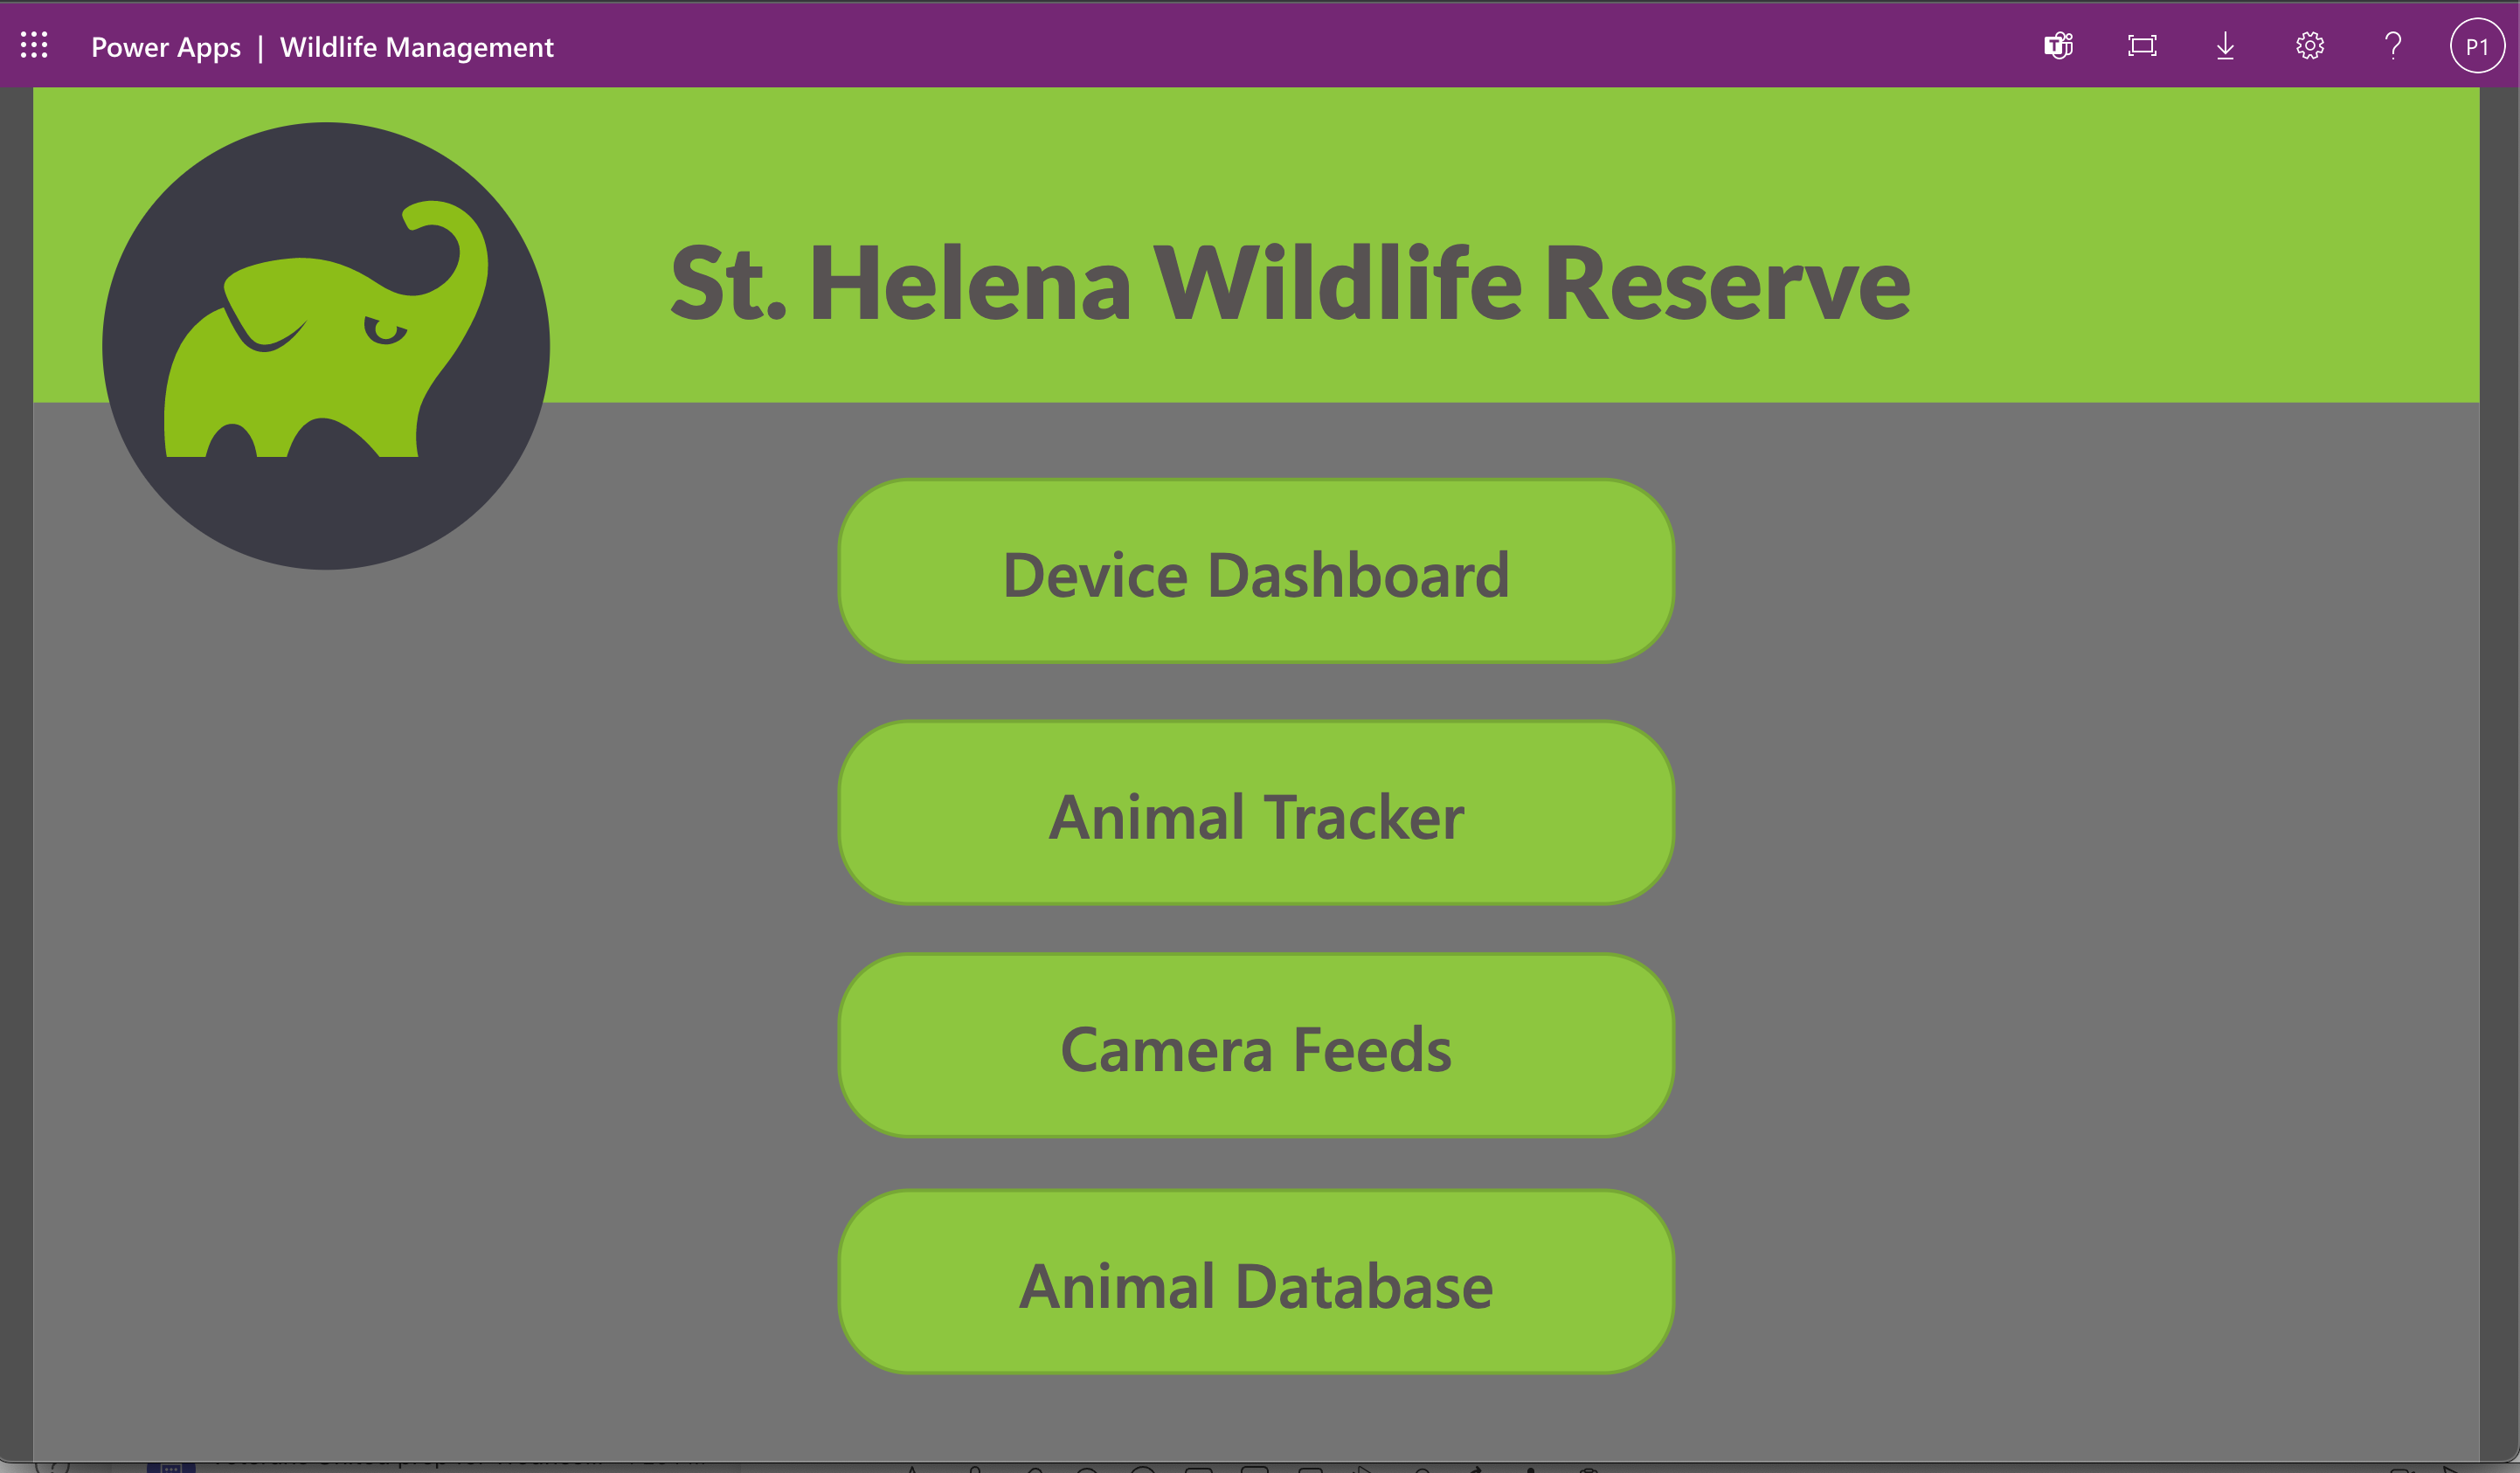 Power Apps | Wildlife Management
P1
St. Helena Wildlife Reserve
Device Dashboard
Animal Tracker
Camera Feeds
Animal Database